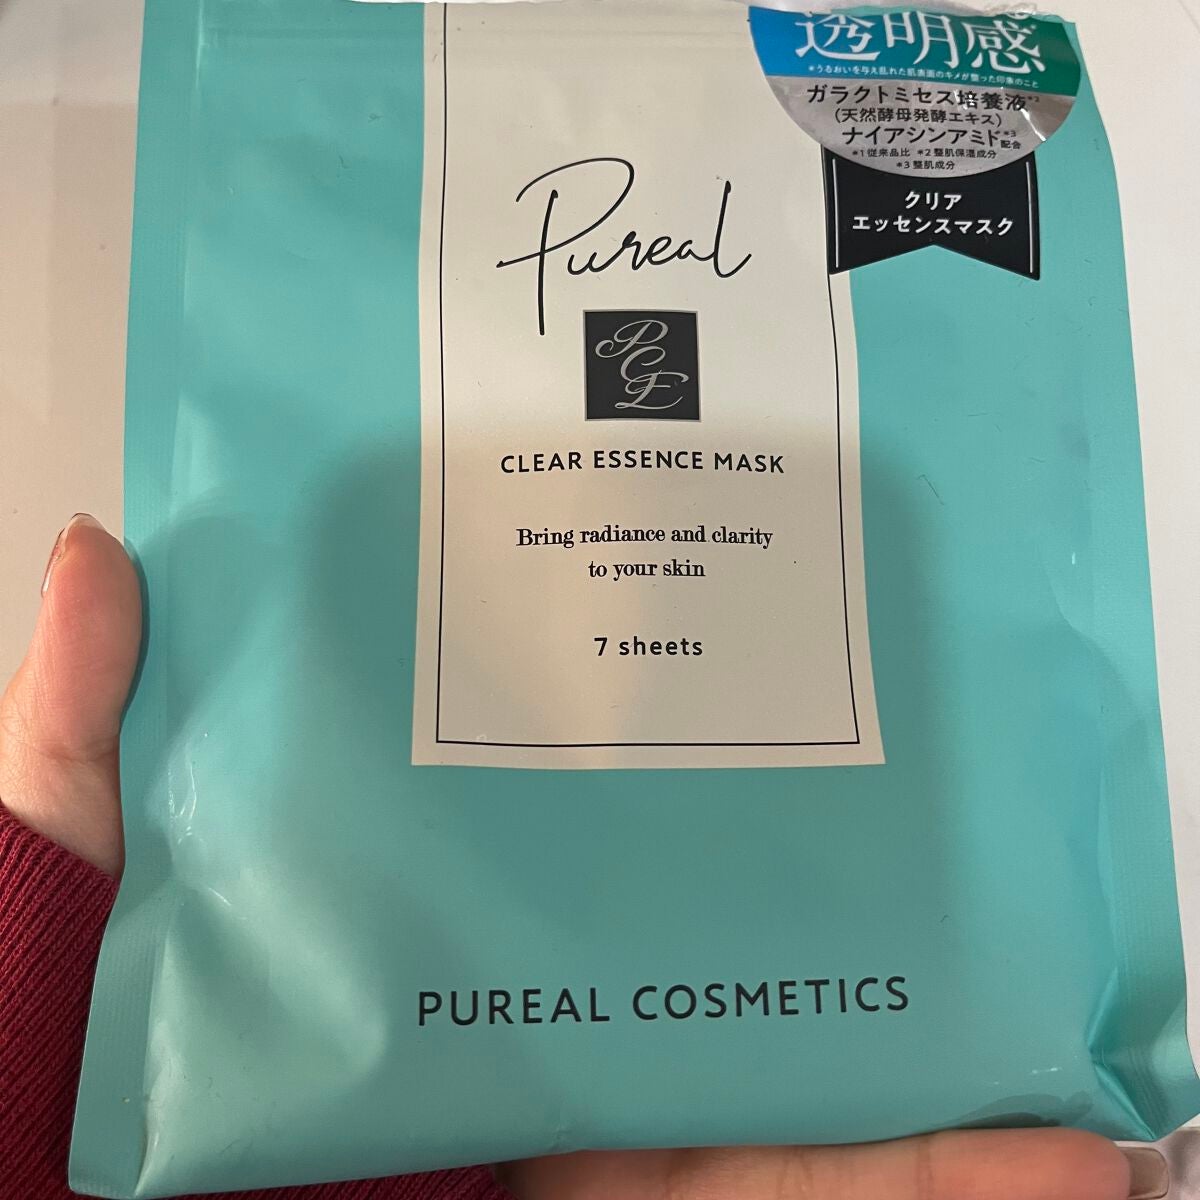 透明感
*うるおいを与え乱れた肌表面のキメが整った印象のこと
ガラクトミセス培養液*2
(天然酵母発酵エキス)
ナイアシンアミド*3配合
*1従来品比 *2整肌保湿成分
*3整肌成分
クリア
エッセンスマスク
Pureal
PCE
CLEAR ESSENCE MASK
Bring radiance and clarity
to your skin
7 sheets
PUREAL COSMETICS